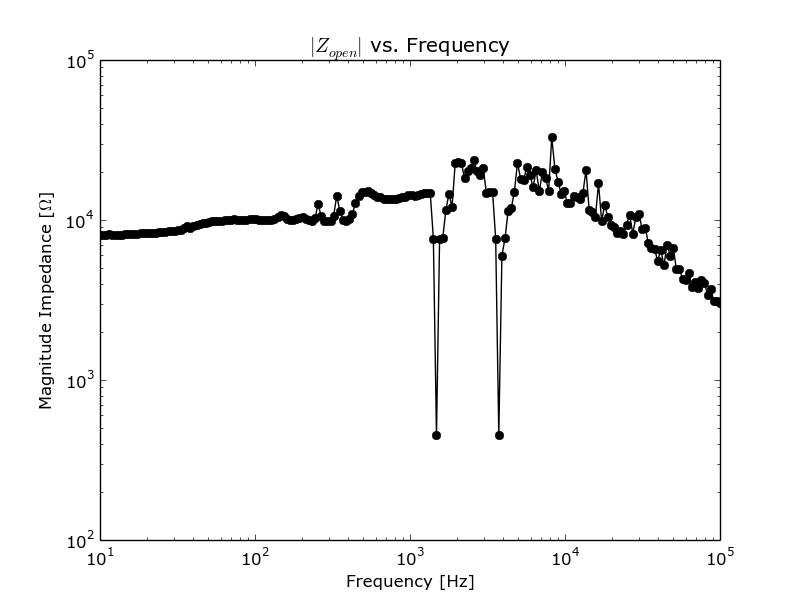 |Z_open| vs. Frequency
Magnitude Impedance [Ω]
10^5
10^4
10^3
10^2
10^1 10^2 10^3 10^4 10^5
Frequency [Hz]